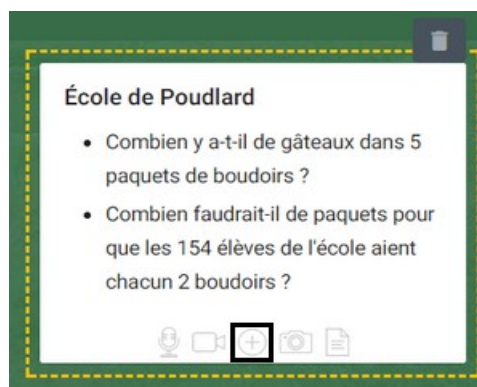 École de Poudlard
• Combien y a-t-il de gâteaux dans 5
paquets de boudoirs ?
• Combien faudrait-il de paquets pour
que les 154 élèves de l'école aient
chacun 2 boudoirs ?